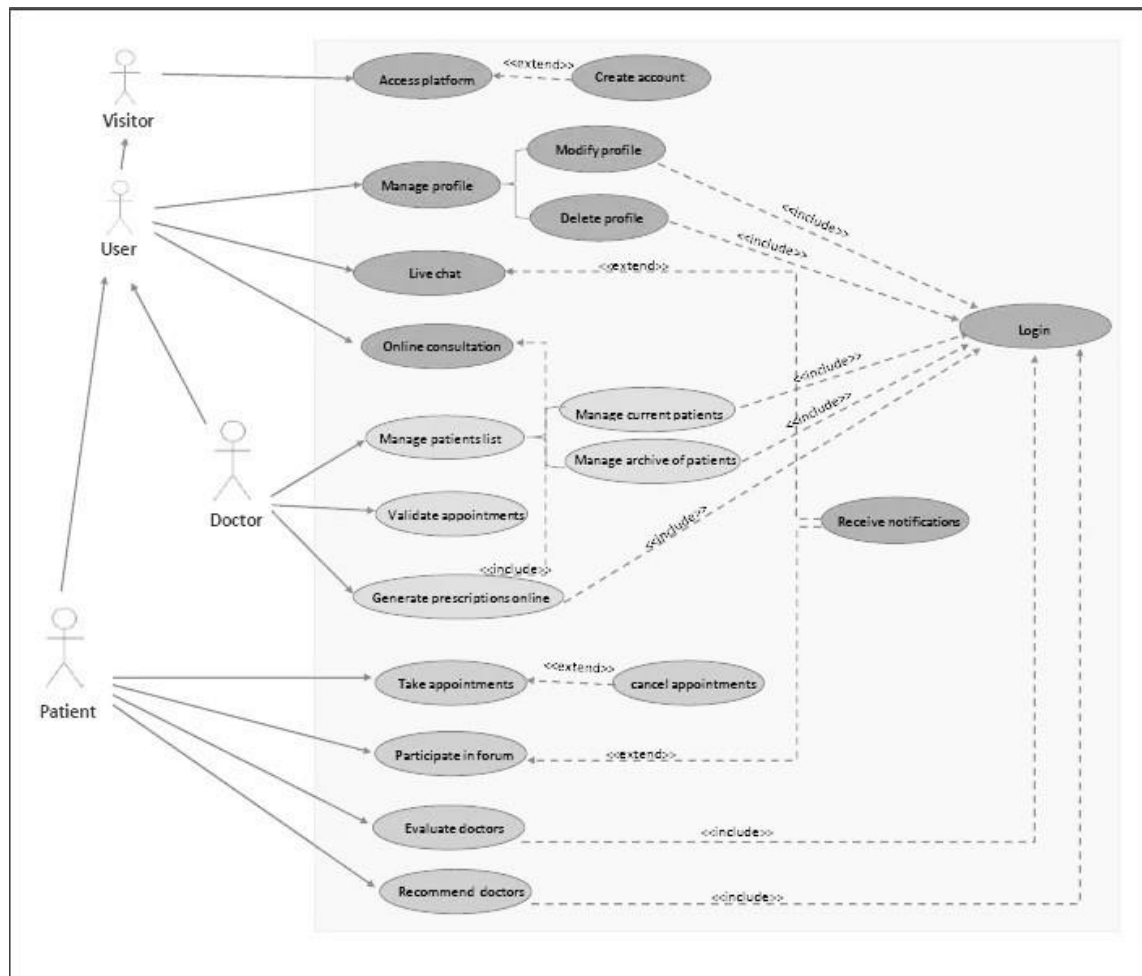 <<extend>>
Access platform
Create account
Visitor
Modify profile
Manage profile
<<include>>
Delete profile
<<include>>
User
Live chat
<<extend>>
Login
Online consultation
<<include>>
Manage current patients
<<include>>
Manage patients list
Manage archive of patients
Doctor
Validate appointments
Receive notifications
<<include>>
<<include>>
Generate prescriptions online
<<extend>>
Take appointments
cancel appointments
Patient
Participate in forum
<<extend>>
Evaluate doctors
<<include>>
Recommend doctors
<<include>>